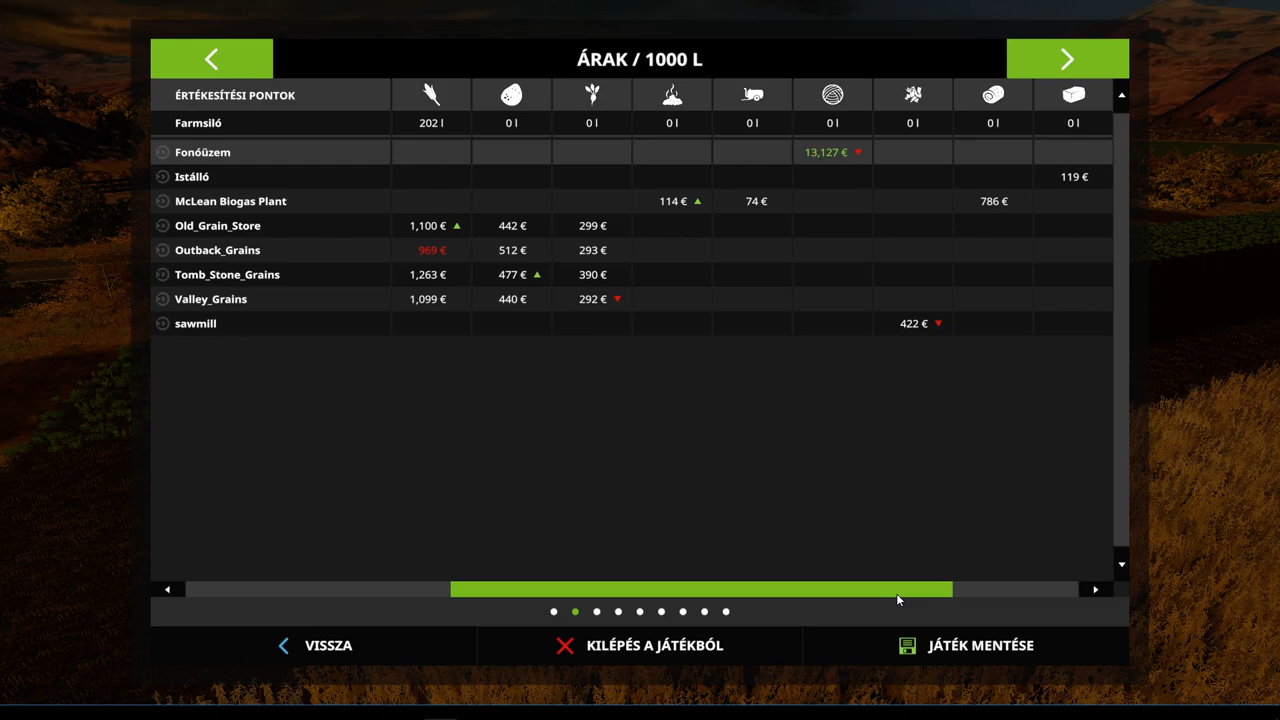 ÁRAK / 1000 L
ÉRTÉKESÍTÉSI PONTOK
Farmsiló 202 l 0 l 0 l 0 l 0 l 0 l 0 l 0 l 0 l
Fonóüzem 13,127 €
Istálló 119 €
McLean Biogas Plant 114 € 74 € 786 €
Old_Grain_Store 1,100 € 442 € 299 €
Outback_Grains 969 € 512 € 293 €
Tomb_Stone_Grains 1,263 € 477 € 390 €
Valley_Grains 1,099 € 440 € 292 €
sawmill 422 €
VISSZA KILÉPÉS A JÁTÉKBÓL JÁTÉK MENTÉSE